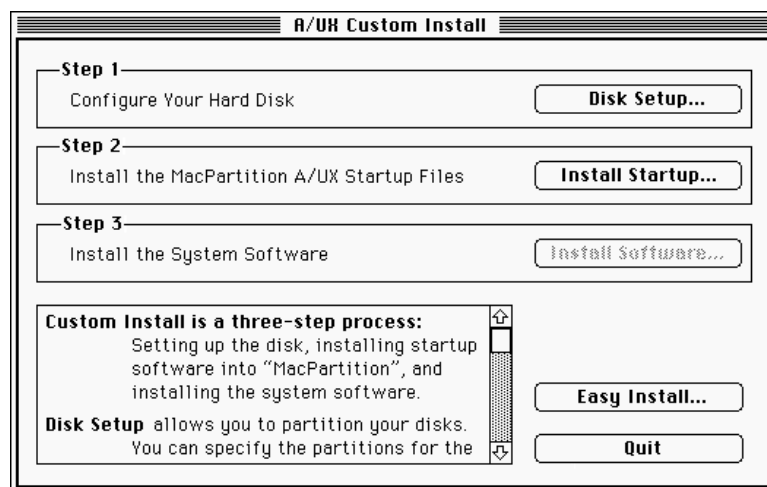 A/UX Custom Install
Step 1
Configure Your Hard Disk
Disk Setup...
Step 2
Install the MacPartition A/UX Startup Files
Install Startup...
Step 3
Install the System Software
Install Software...
Custom Install is a three-step process:
Setting up the disk, installing startup
software into “MacPartition”, and
installing the system software.
Disk Setup allows you to partition your disks.
You can specify the partitions for the
Easy Install...
Quit